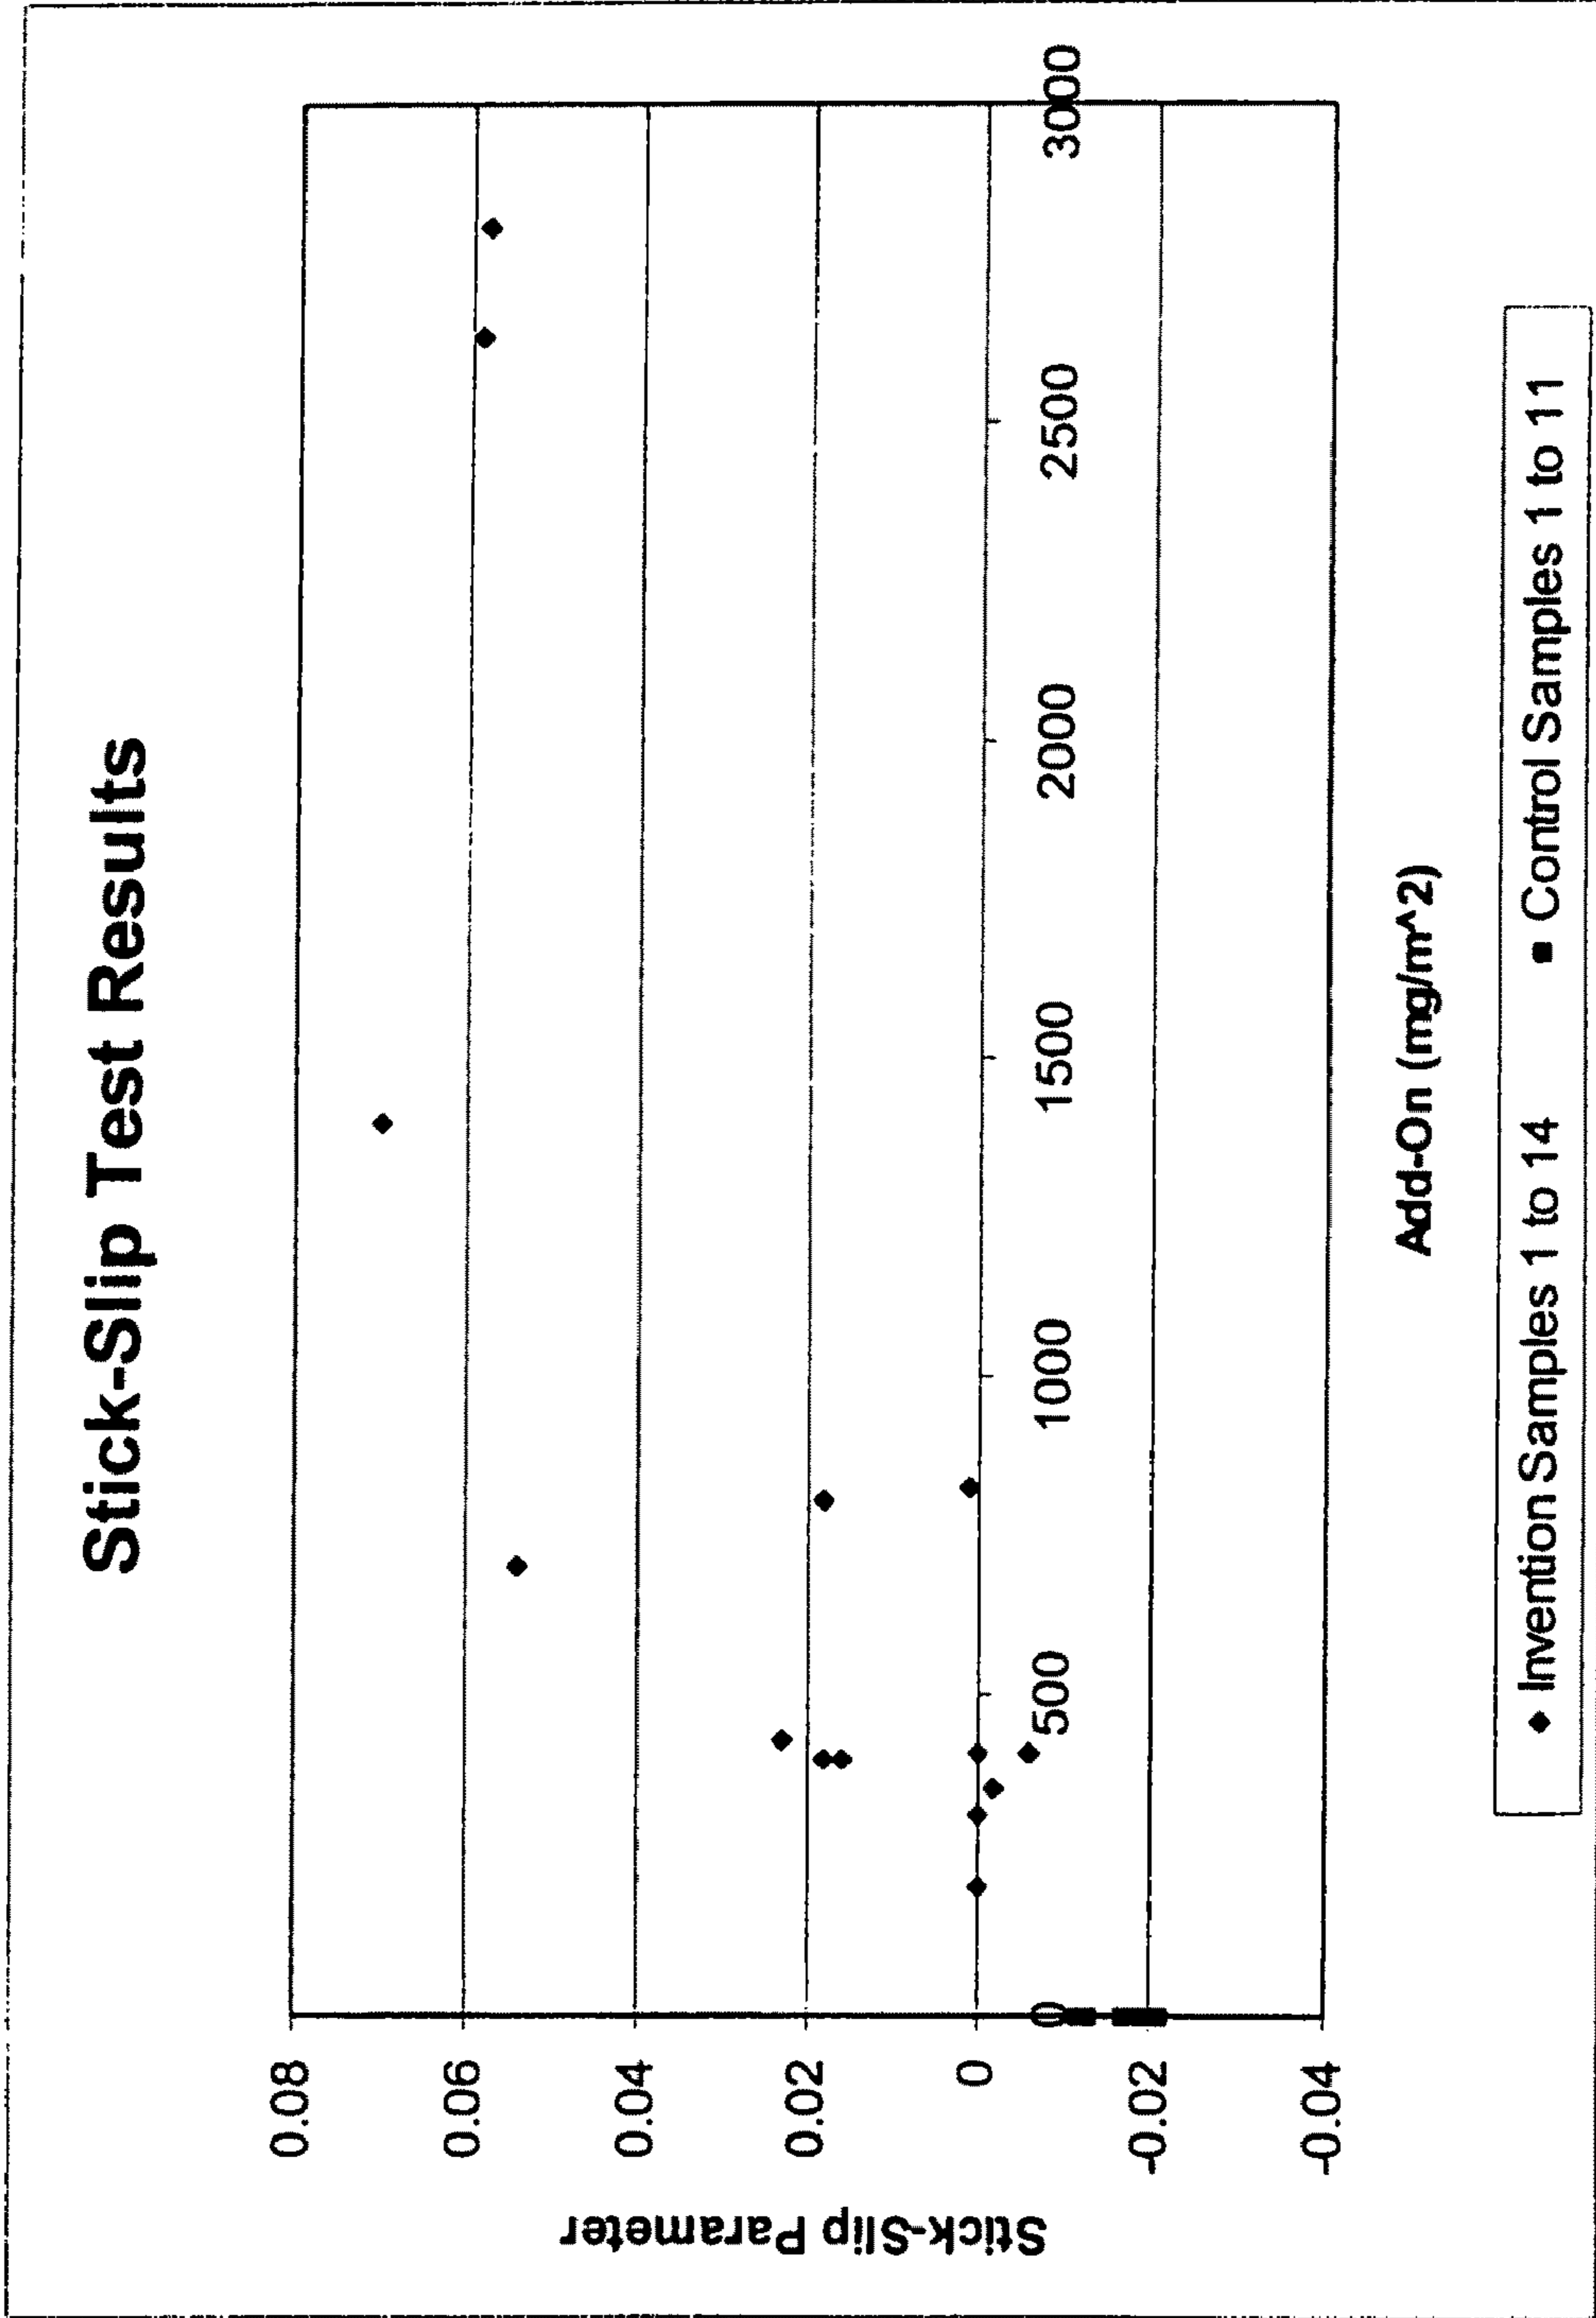 Stick-Slip Test Results
Stick-Slip Parameter
0.08
0.06
0.04
0.02
0
-0.02
-0.04
0
500
1000
1500
2000
2500
3000
Add-On (mg/m^2)
Invention Samples 1 to 14
Control Samples 1 to 11